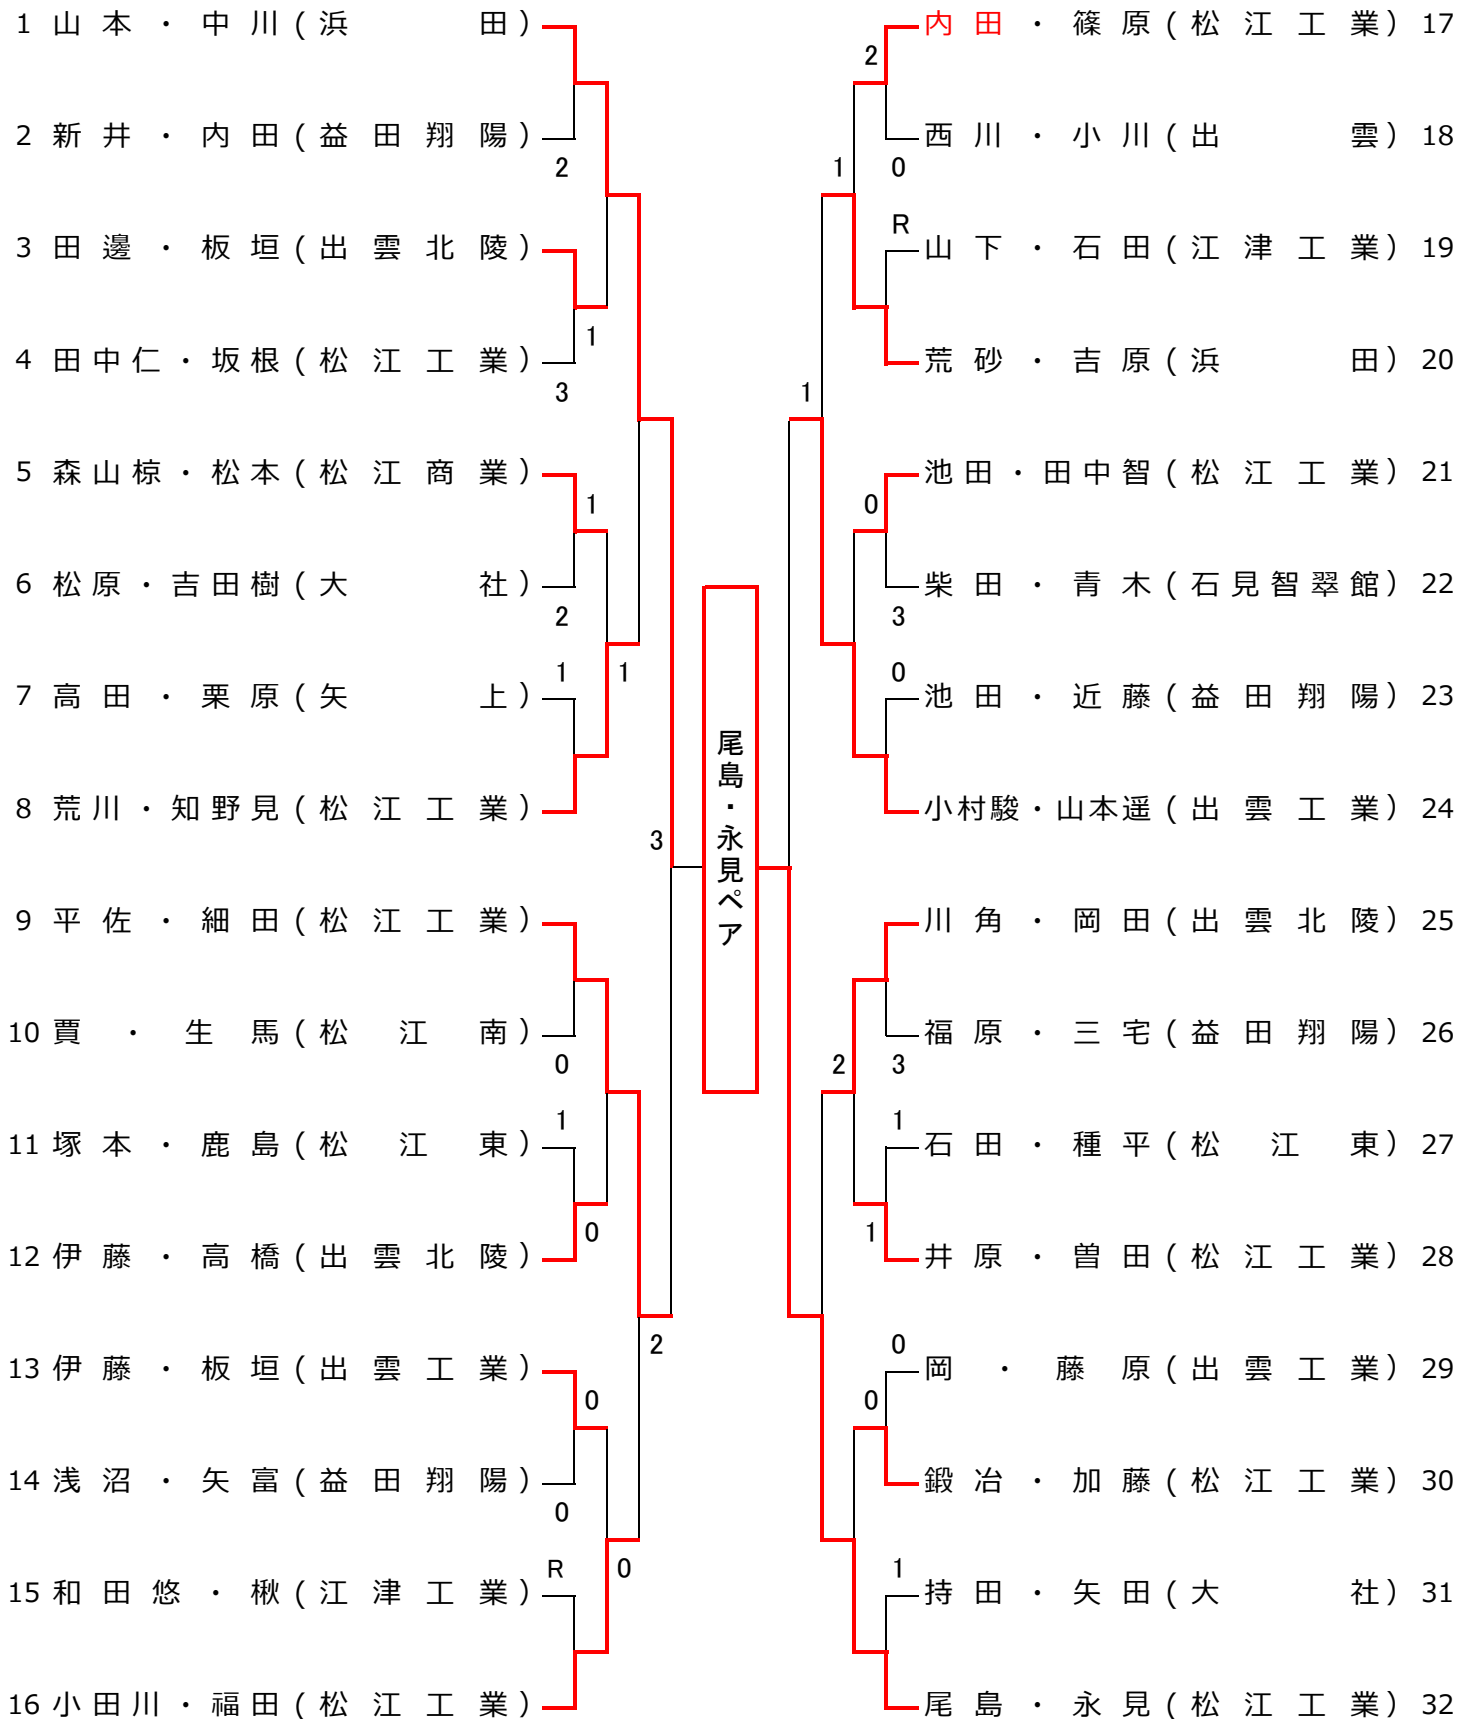 1 山本・中川(浜田)
2 新井・内田(益田翔陽)
2
3 田邊・板垣(出雲北陵)
1
4 田中仁・坂根(松江工業)
3
5 森山椋・松本(松江商業)
1
6 松原・吉田樹(大社)
2
1
1
7 高田・栗原(矢上)
8 荒川・知野見(松江工業)
3
9 平佐・細田(松江工業)
10 賈・生馬(松江南)
0
1
11 塚本・鹿島(松江東)
0
12 伊藤・高橋(出雲北陵)
2
13 伊藤・板垣(出雲工業)
0
14 浅沼・矢富(益田翔陽)
0
R
0
15 和田悠・楸(江津工業)
16 小田川・福田(松江工業)
尾島・永見ペア
内田・篠原(松江工業) 17
2
西川・小川(出雲) 18
1
0
R
山下・石田(江津工業) 19
荒砂・吉原(浜田) 20
1
池田・田中智(松江工業) 21
0
柴田・青木(石見智翠館) 22
3
0
池田・近藤(益田翔陽) 23
小村駿・山本遥(出雲工業) 24
川角・岡田(出雲北陵) 25
福原・三宅(益田翔陽) 26
2
3
1
石田・種平(松江東) 27
1
井原・曽田(松江工業) 28
0
岡・藤原(出雲工業) 29
0
鍛冶・加藤(松江工業) 30
1
持田・矢田(大社) 31
尾島・永見(松江工業) 32